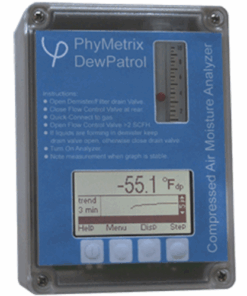 PhyMetrix
DewPatrol
Instructions:
Open Demister/Filter drain Valve.
Close Flow Control Valve at rear.
Quick Connect to gas.
Open Flow Control Valve ~2 SCFH.
If liquids are forming in demister keep
drain valve open, otherwise close drain valve
Turn On Analyzer.
Note measurement when graph is stable.
Compressed Air Moisture Analyzer
-55.1 °Fdp
trend
3 min
Help Menu Disp Step